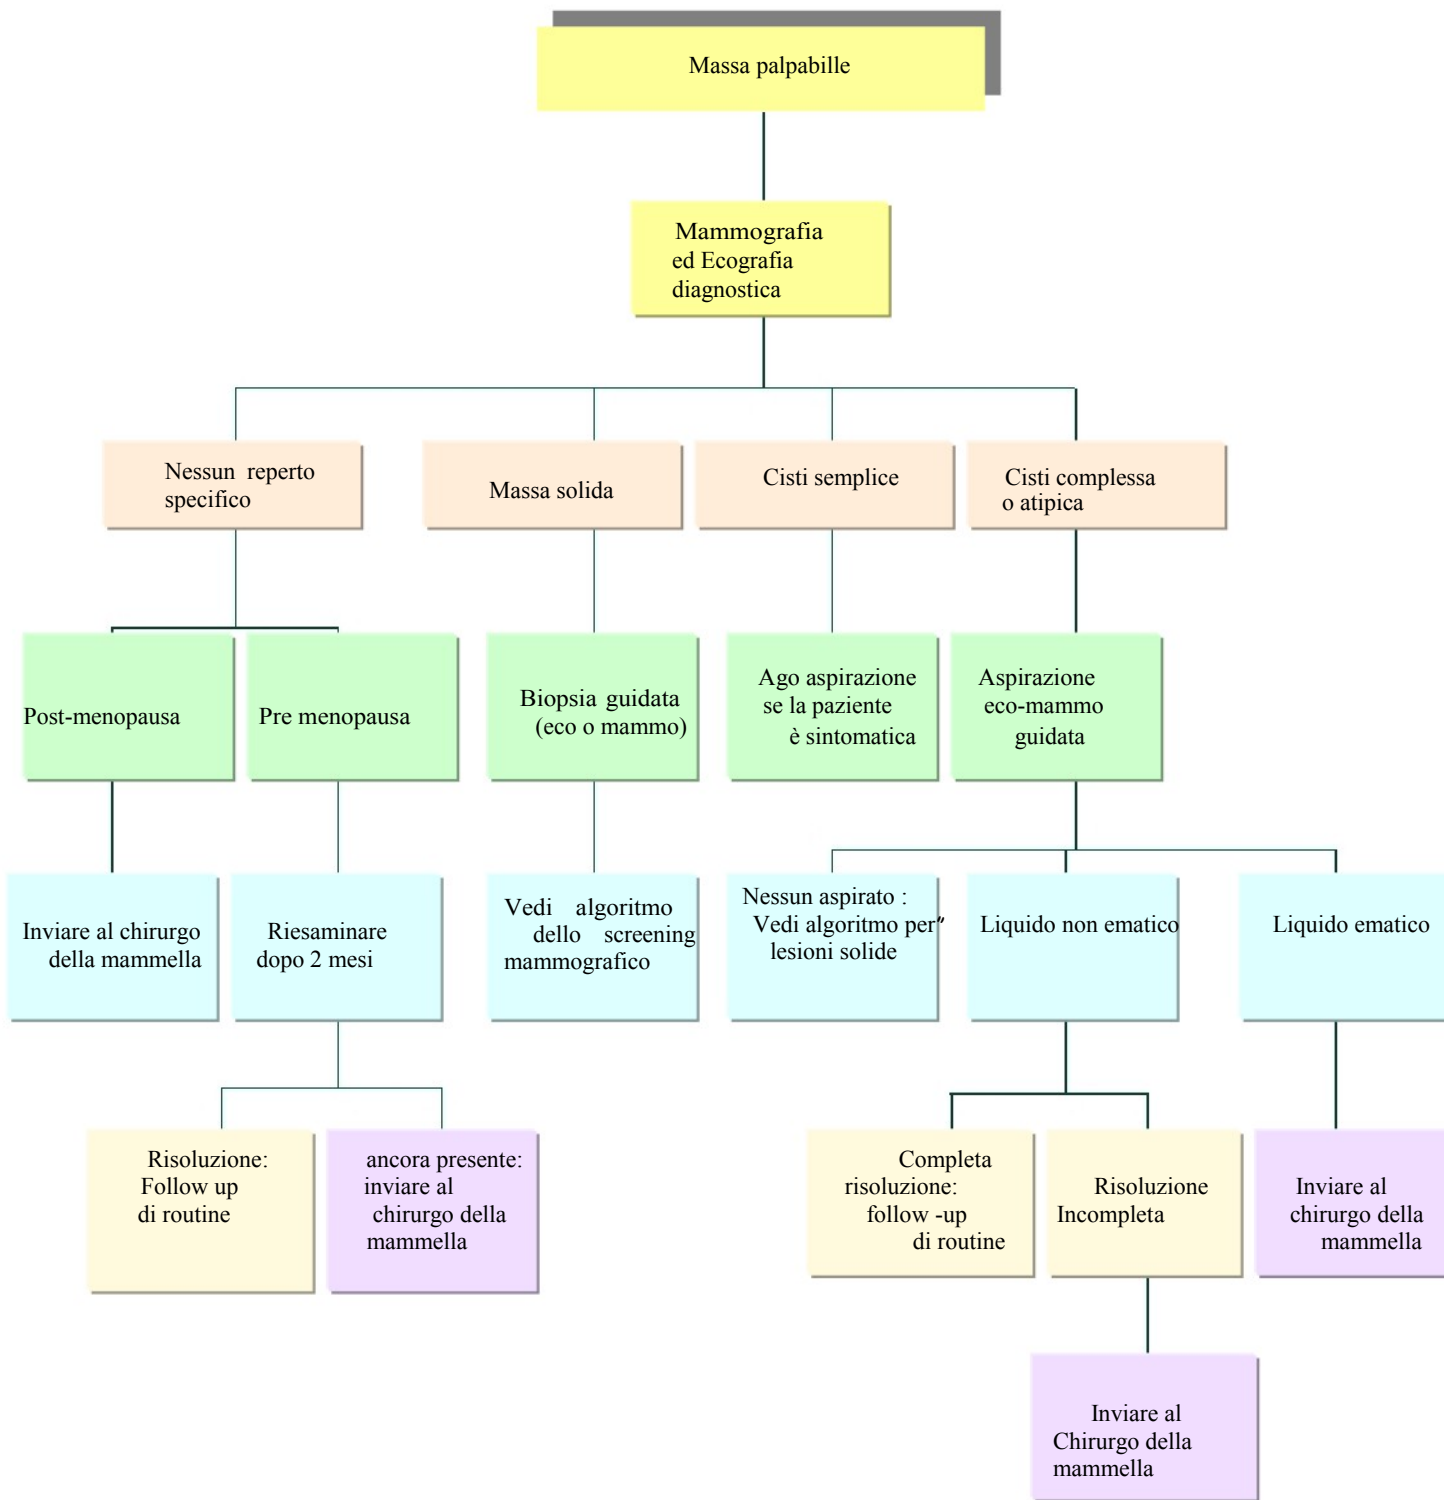 Massa palpabille
Mammografia
ed Ecografia
diagnostica
Nessun reperto
specifico
Massa solida
Cisti semplice
Cisti complessa
o atipica
Post-menopausa
Pre menopausa
Biopsia guidata
(eco o mammo)
Ago aspirazione
se la paziente
è sintomatica
Aspirazione
eco-mammo
guidata
Inviare al chirurgo
della mammella
Riesaminare
dopo 2 mesi
Vedi algoritmo
dello screening
mammografico
Nessun aspirato :
Vedi algoritmo per"
lesioni solide
Liquido non ematico
Liquido ematico
Risoluzione:
Follow up
di routine
ancora presente:
inviare al
chirurgo della
mammella
Completa
risoluzione:
follow -up
di routine
Risoluzione
Incompleta
Inviare al
chirurgo della
mammella
Inviare al
Chirurgo della
mammella